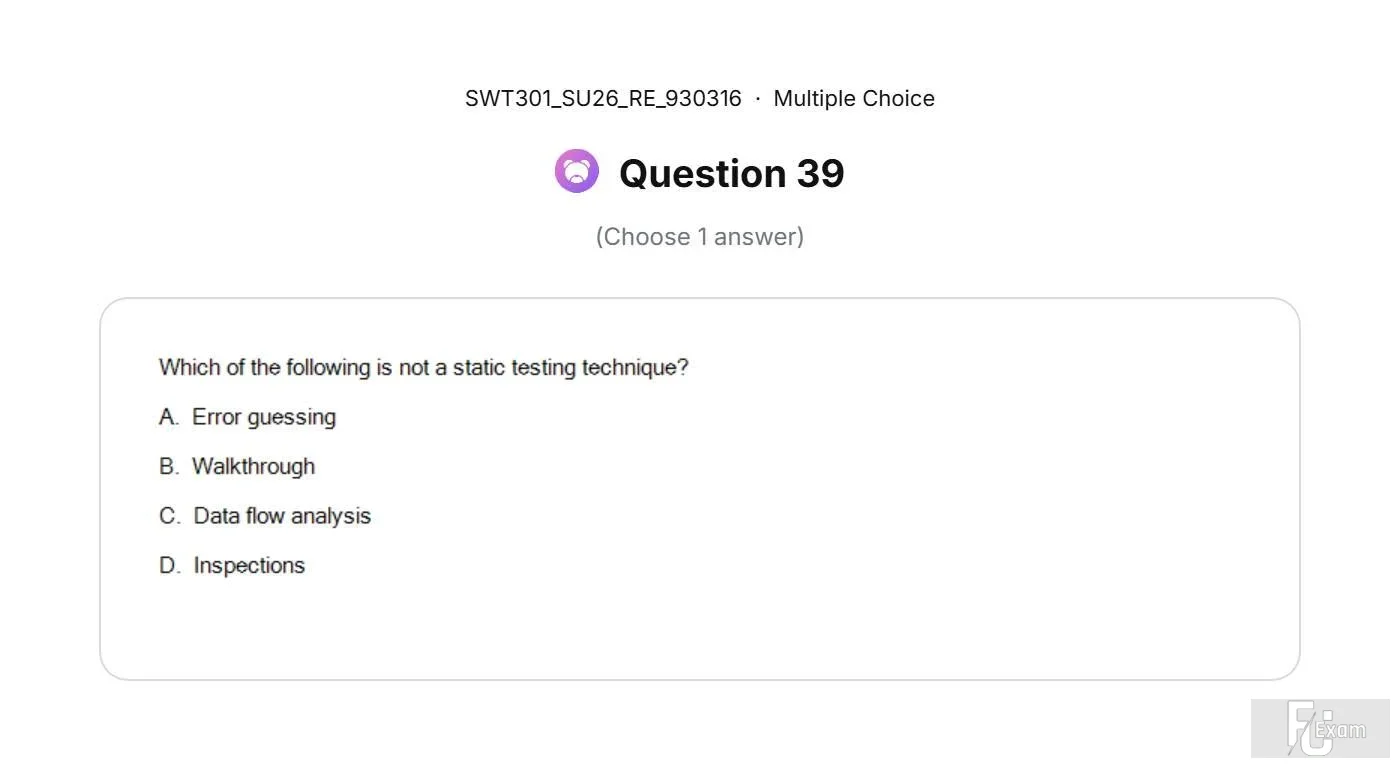 SWT301_SU26_RE_930316 · Multiple Choice
Question 39
(Choose 1 answer)
Which of the following is not a static testing technique?
A. Error guessing
B. Walkthrough
C. Data flow analysis
D. Inspections
FU Exam